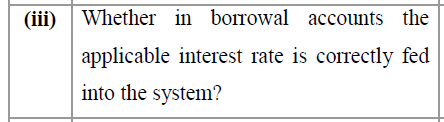 (iii) Whether in borrowal accounts the
applicable interest rate is correctly fed
into the system?